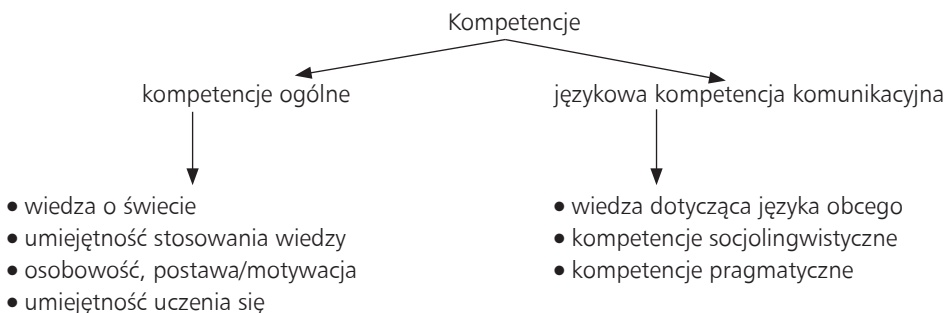 Kompetencje
kompetencje ogólne
językowa kompetencja komunikacyjna
• wiedza o świecie
• umiejętność stosowania wiedzy
• osobowość, postawa/motywacja
• umiejętność uczenia się
• wiedza dotycząca języka obcego
• kompetencje socjolingwistyczne
• kompetencje pragmatyczne